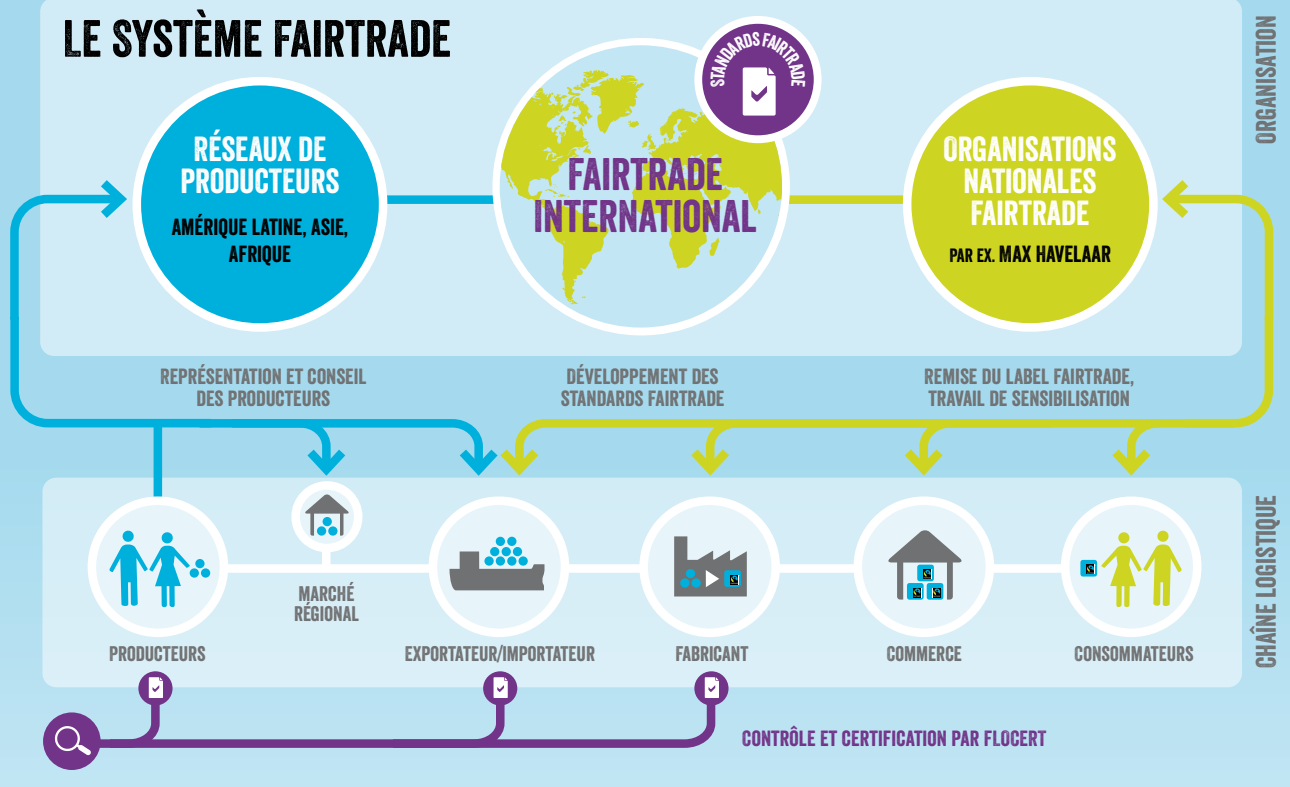 LE SYSTÈME FAIRTRADE
STANDARDS FAIRTRADE
ORGANISATION
RÉSEAUX DE
PRODUCTEURS
AMÉRIQUE LATINE, ASIE,
AFRIQUE
FAIRTRADE
INTERNATIONAL
ORGANISATIONS
NATIONALES
FAIRTRADE
PAR EX. MAX HAVELAAR
REPRÉSENTATION ET CONSEIL
DES PRODUCTEURS
DÉVELOPPEMENT DES
STANDARDS FAIRTRADE
REMISE DU LABEL FAIRTRADE,
TRAVAIL DE SENSIBILISATION
CHAÎNE LOGISTIQUE
PRODUCTEURS
MARCHÉ
RÉGIONAL
EXPORTATEUR/IMPORTATEUR
FABRICANT
COMMERCE
CONSOMMATEURS
CONTRÔLE ET CERTIFICATION PAR FLOCERT